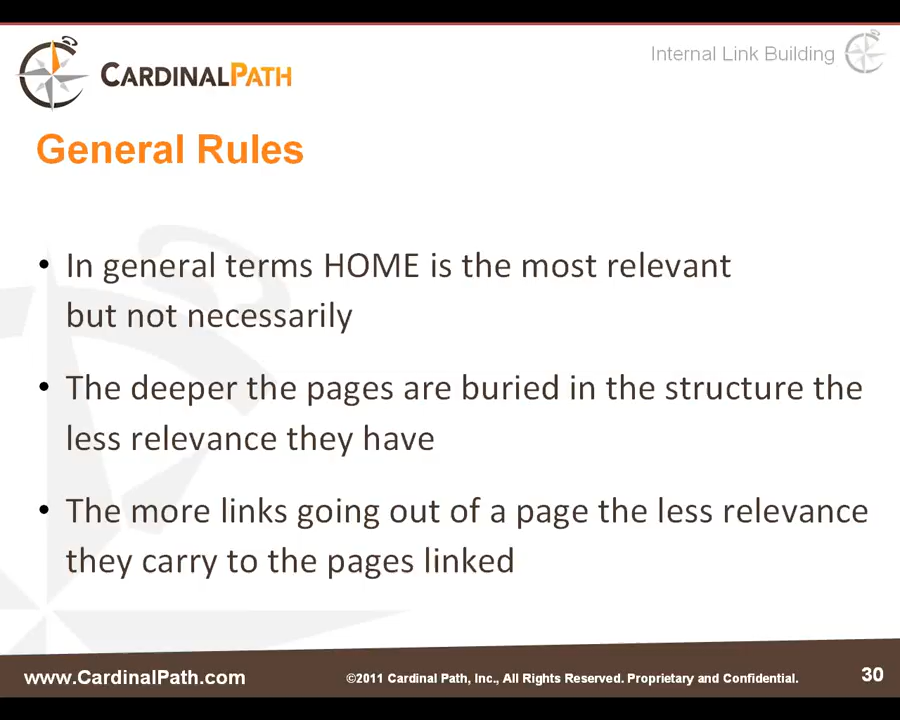 Internal Link Building
CARDINALPATH
General Rules
• In general terms HOME is the most relevant
but not necessarily
• The deeper the pages are buried in the structure the
less relevance they have
• The more links going out of a page the less relevance
they carry to the pages linked
www.CardinalPath.com
©2011 Cardinal Path, Inc., All Rights Reserved. Proprietary and Confidential.
30